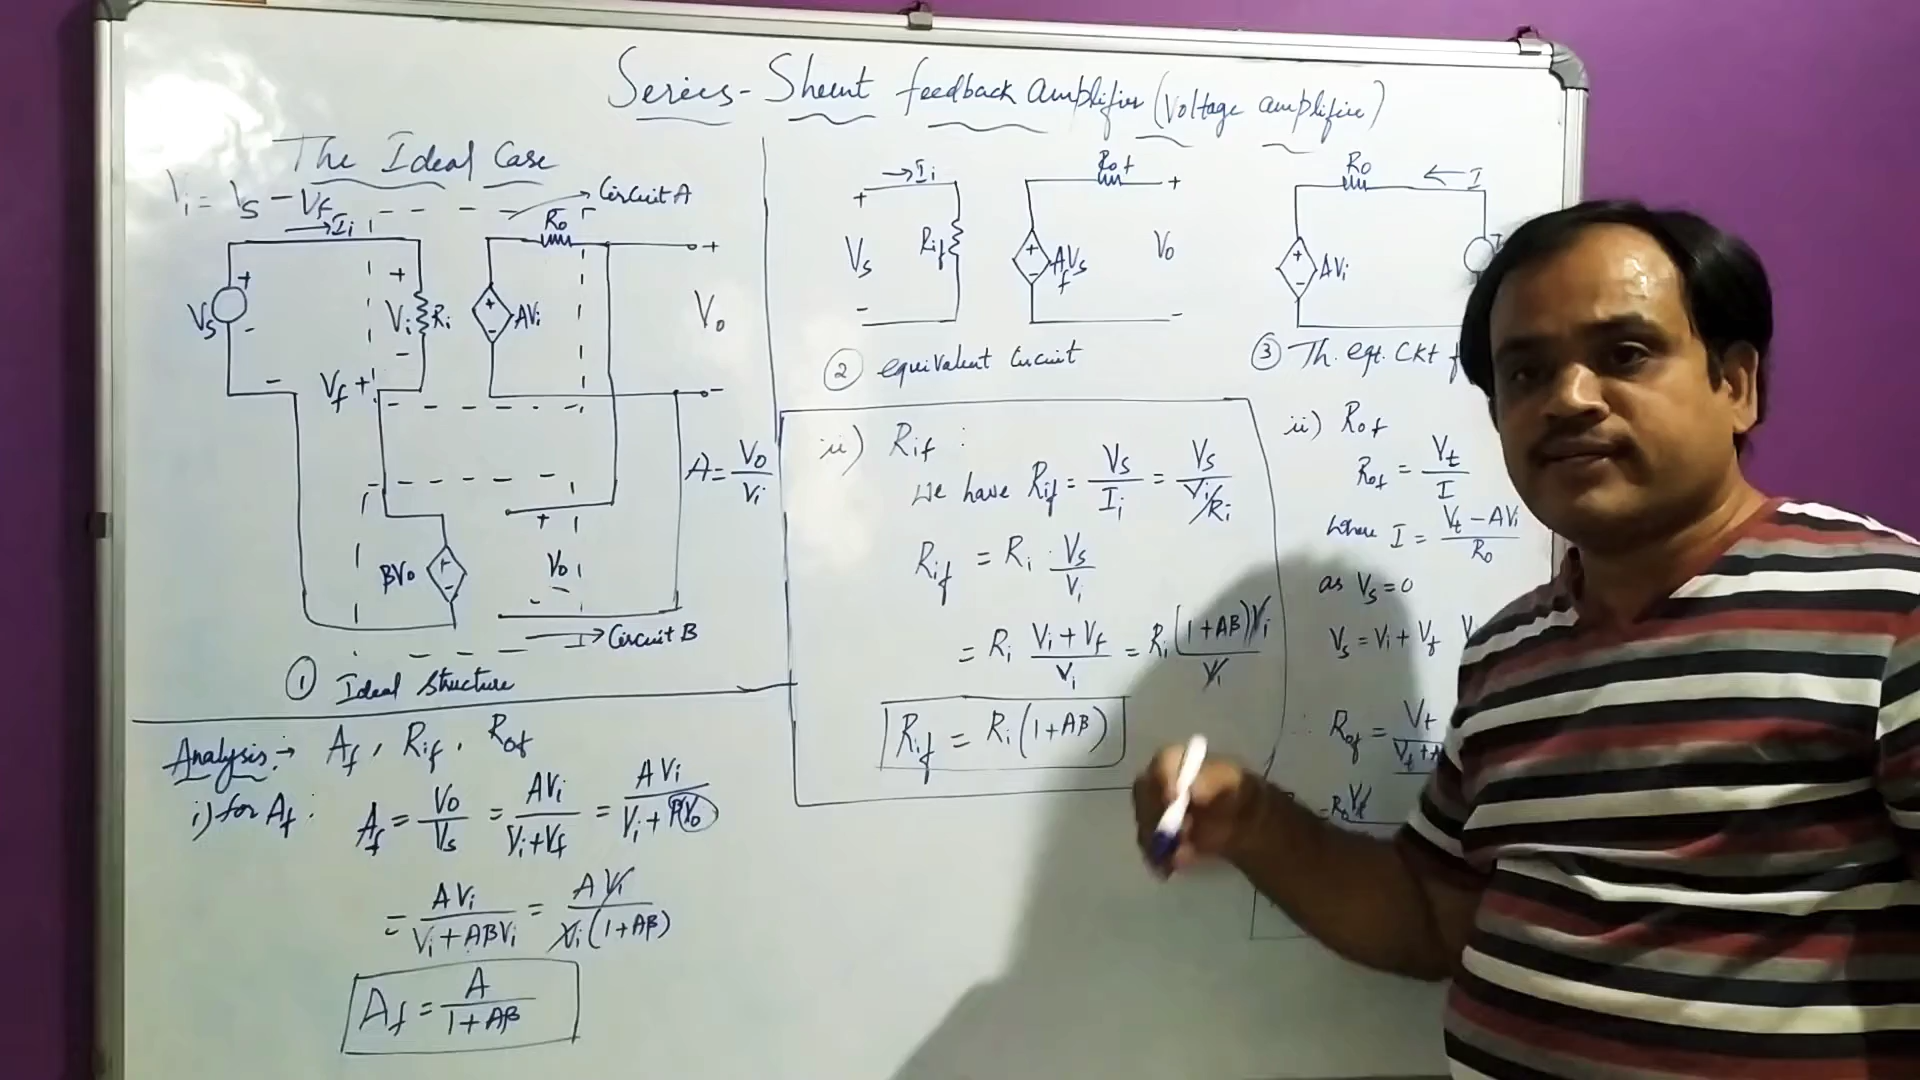 Series-Shunt feedback amplifier (Voltage amplifier)
The Ideal Case
Vi = Vs - Vf
Circuit A
Ii
Ro
+
+
+
Vs
-
Vi
Ri
+
-
AVi
Vo
-
-
Vf +
-
A = Vo/Vi
βVo
+
-
+
Vo
-
Circuit B
① Ideal Structure
Ii
+
Vs
-
Rif
+
-
AfVs
Rof
+
Vo
-
② equivalent Circuit
Ro
I
+
-
AVi
③ Th. eqt. Ckt
Analysis:→ Af, Rif, Rof
i) for Af:
Af = Vo/Vs = AVi/(Vi+Vf) = AVi/(Vi+βVo)
= AVi/(Vi+AβVi) = AVi/Vi(1+Aβ)
Af = A/(1+Aβ)
ii) Rif:
We have Rif = Vs/Ii = Vs/(Vi/Ri)
Rif = Ri . Vs/Vi
= Ri (Vi+Vf)/Vi = Ri (1+Aβ)Vi/Vi
Rif = Ri(1+Aβ)
iii) Rof
Rof = Vt/I
where I = (Vt-AVi)/Ro
as Vs=0
Vs = Vi + Vf
∴ Rof = Vt/
= Ro Vt